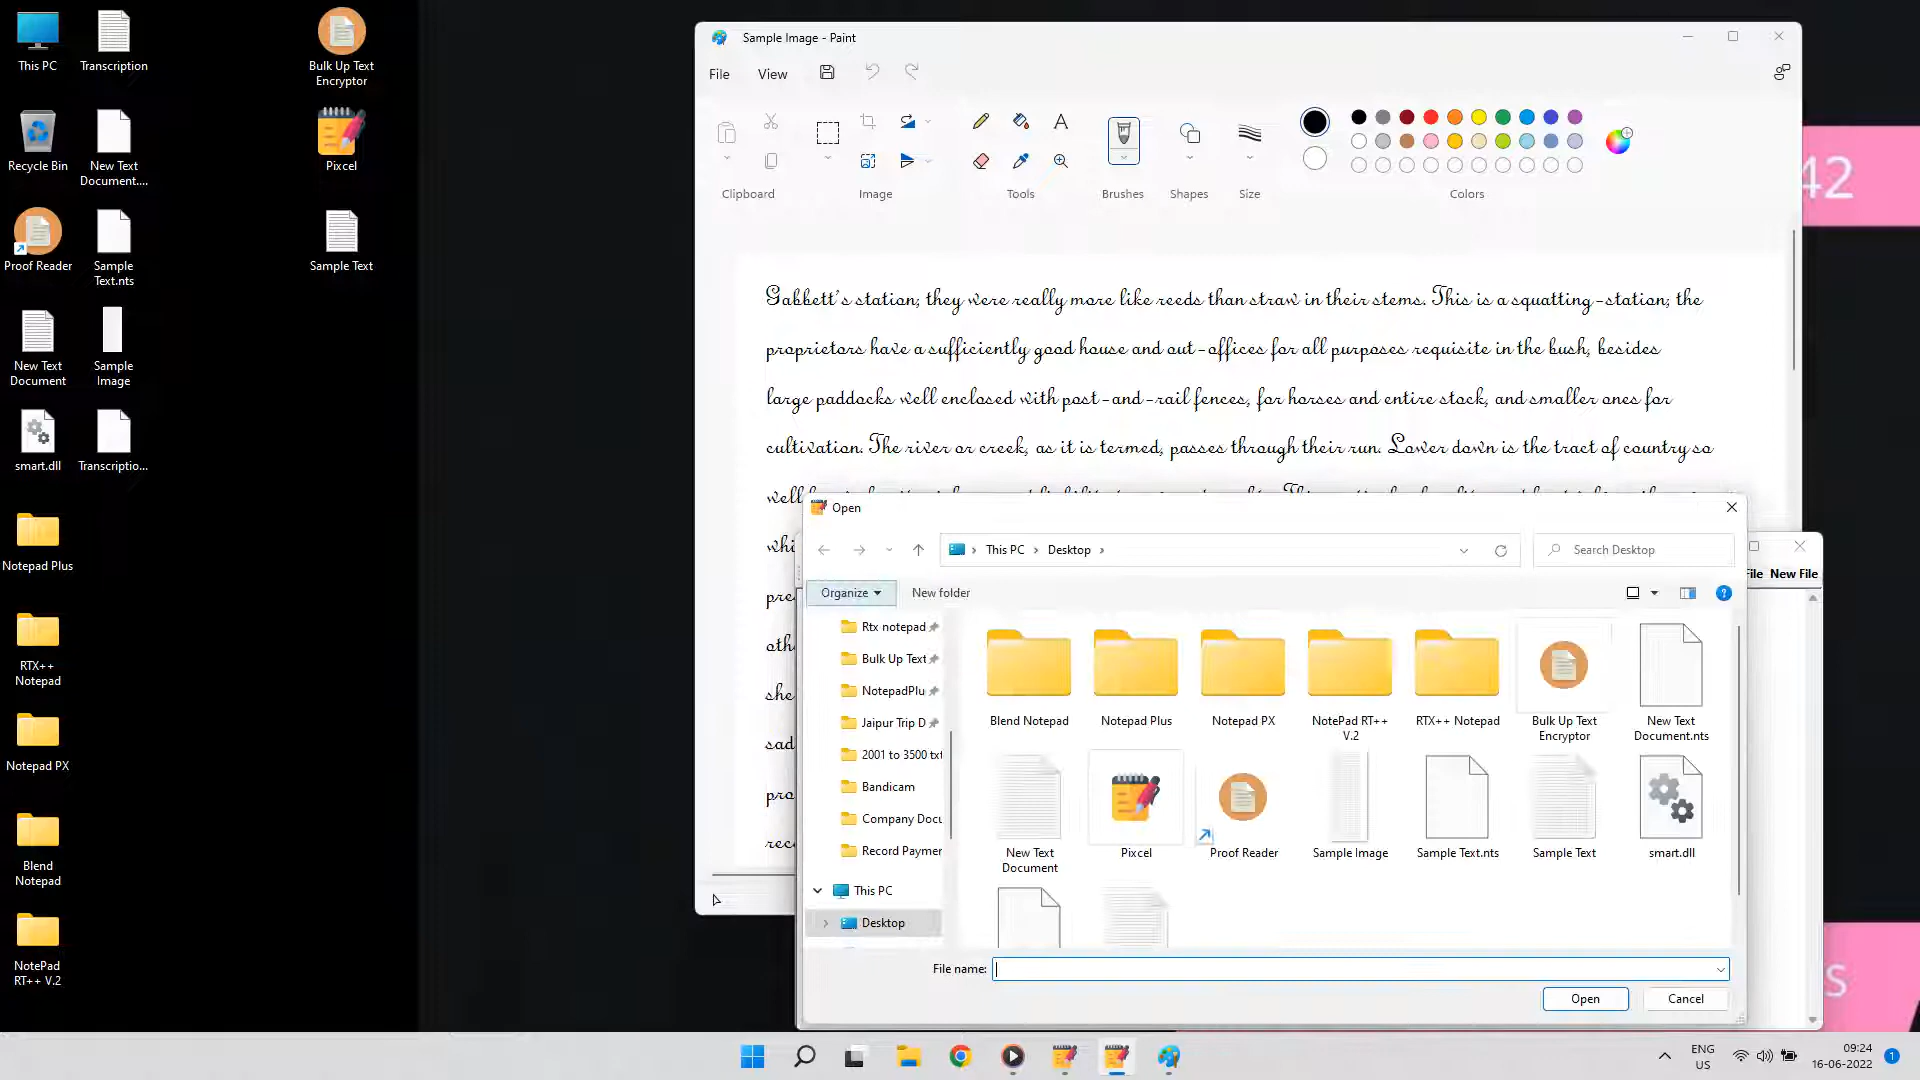 This PC
Transcription
Bulk Up Text
Encryptor
Recycle Bin
New Text
Document....
Pixcel
Proof Reader
Sample
Text.nts
Sample Text
New Text
Document
Sample
Image
smart.dll
Transcriptio...
Notepad Plus
RTX++
Notepad
Notepad PX
Blend
Notepad
NotePad
RT++ V.2
Sample Image - Paint
File
View
Clipboard
Image
Tools
Brushes
Shapes
Size
Colors
42
Gabbett's station; they were really more like reeds than straw in their stems. This is a squatting-station; the
proprietors have a sufficiently good house and out-offices for all purposes requisite in the bush, besides
large paddocks well enclosed with post-and-rail fences, for horses and entire stock, and smaller ones for
cultivation. The river or creek, as it is termed, passes through their run. Lower down is the tract of country so
well
whi
pre
oth
she
sad
pro
rec
Open
This PC > Desktop >
Search Desktop
File New File
Organize
New folder
Rtx notepad
Bulk Up Text
NotepadPlu
Jaipur Trip D
2001 to 3500 txt
Bandicam
Company Docu
Record Paymer
This PC
Desktop
Blend Notepad
Notepad Plus
Notepad PX
NotePad RT++
V.2
RTX++ Notepad
Bulk Up Text
Encryptor
New Text
Document.nts
New Text
Document
Pixcel
Proof Reader
Sample Image
Sample Text.nts
Sample Text
smart.dll
File name:
Open
Cancel
S
ENG
US
09:24
16-06-2022
1